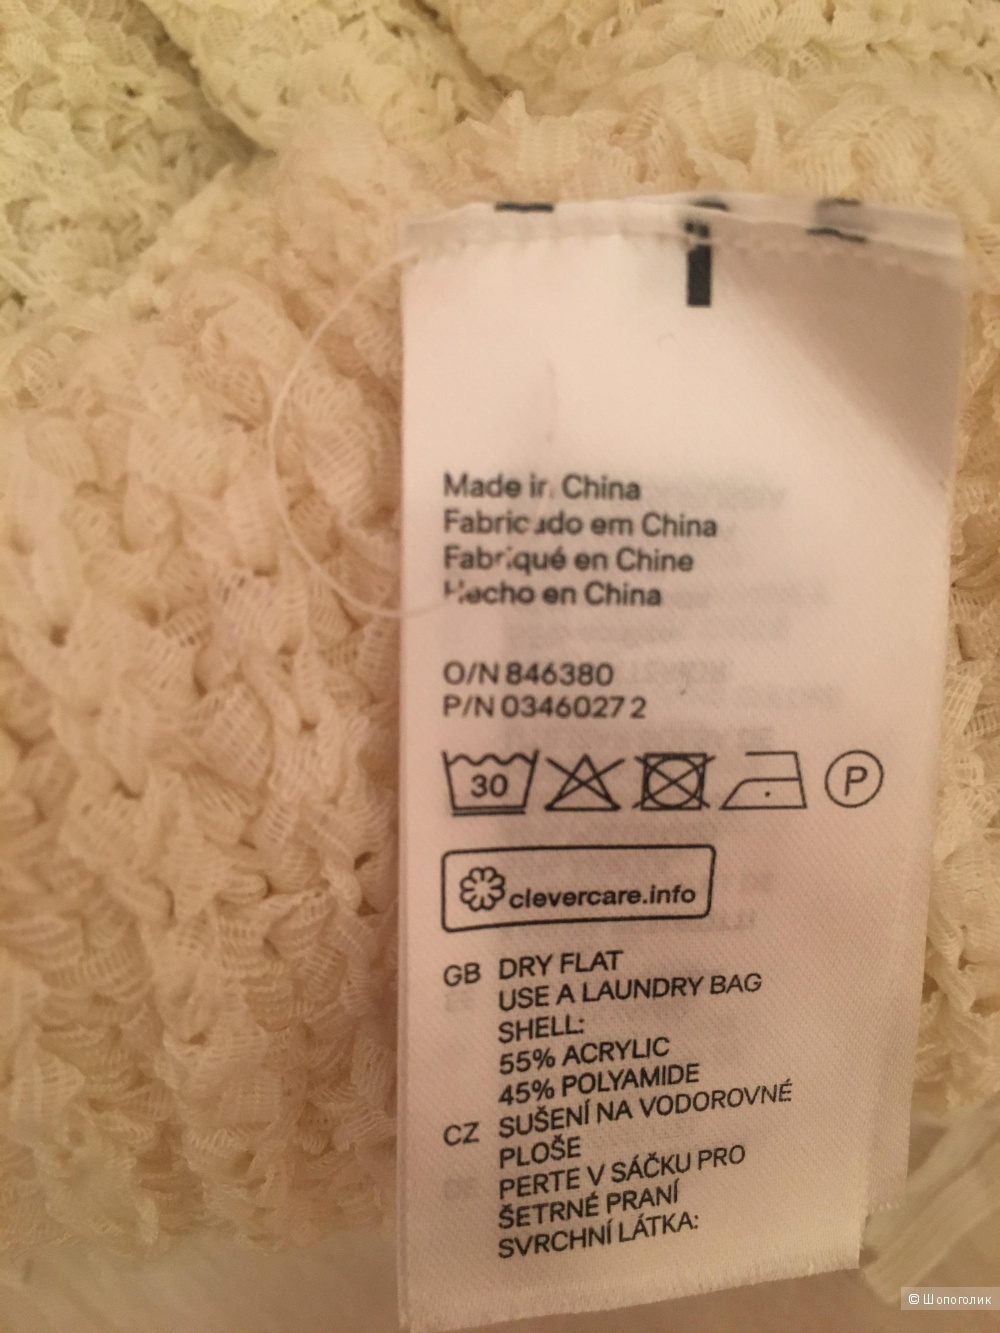 Made in China
Fabricado em China
Fabriqué en Chine
Hecho en China
O/N 846380
P/N 0346027 2
30
P
clevercare.info
GB DRY FLAT
USE A LAUNDRY BAG
SHELL:
55% ACRYLIC
45% POLYAMIDE
CZ SUŠENÍ NA VODOROVNÉ
PLOŠE
PERTE V SÁČKU PRO
ŠETRNÉ PRANÍ
SVRCHNÍ LÁTKA:
© Шопоголик